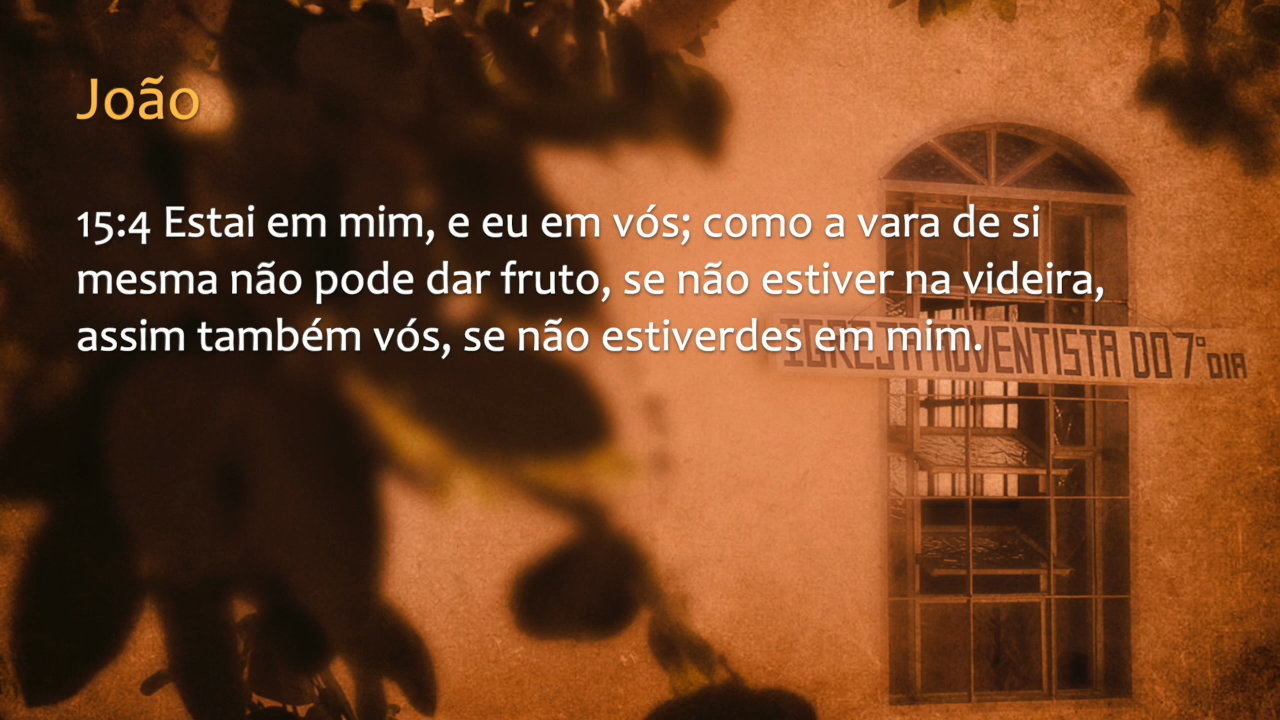 João
15:4 Estai em mim, e eu em vós; como a vara de si
mesma não pode dar fruto, se não estiver na videira,
assim também vós, se não estiverdes em mim.
IGREJA ADVENTISTA DO 7º DIA